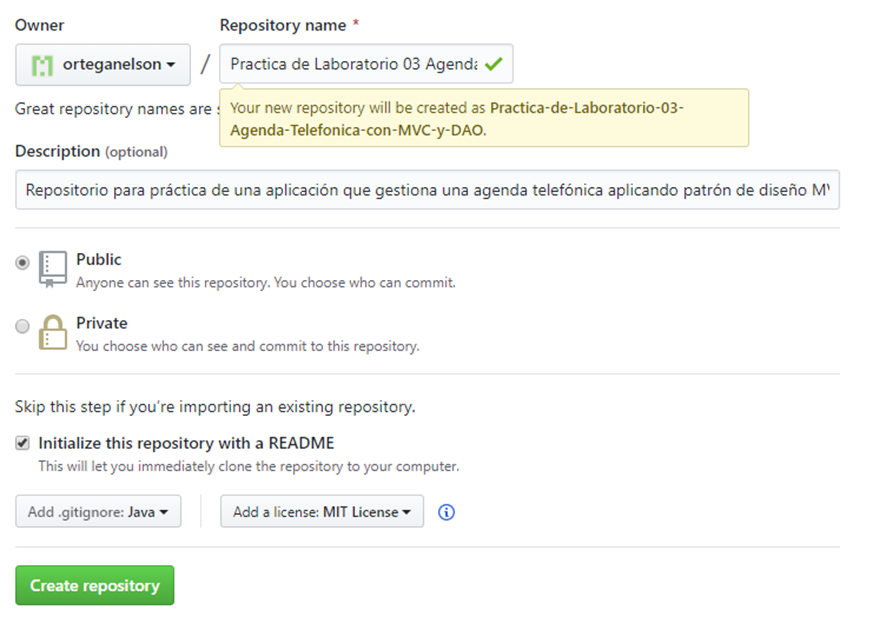 Owner Repository name *
orteganelson / Practica de Laboratorio 03 Agenda
Great repository names are
Your new repository will be created as Practica-de-Laboratorio-03-
Agenda-Telefonica-con-MVC-y-DAO.
Description (optional)
Repositorio para práctica de una aplicación que gestiona una agenda telefónica aplicando patrón de diseño
Public
Anyone can see this repository. You choose who can commit.
Private
You choose who can see and commit to this repository.
Skip this step if you’re importing an existing repository.
Initialize this repository with a README
This will let you immediately clone the repository to your computer.
Add .gitignore: Java Add a license: MIT License
Create repository